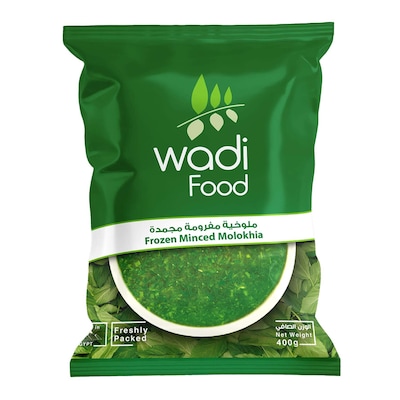 wadi
Food
ملوخية مفرومة مجمدة
Frozen Minced Molokhia
Freshly
Packed
الوزن الصافي
Net Weight
400g